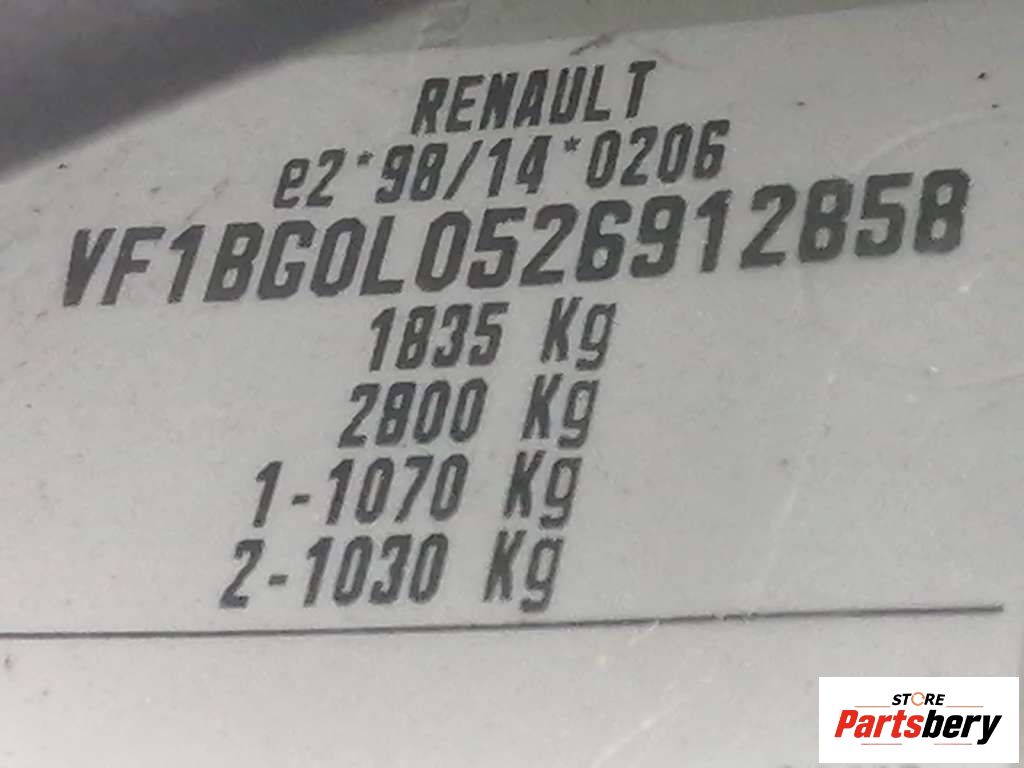 RENAULT
e2*98/14*0206
VF1BG0L0526912858
1835 Kg
2800 Kg
1-1070 Kg
2-1030 Kg
STORE
Partsbery